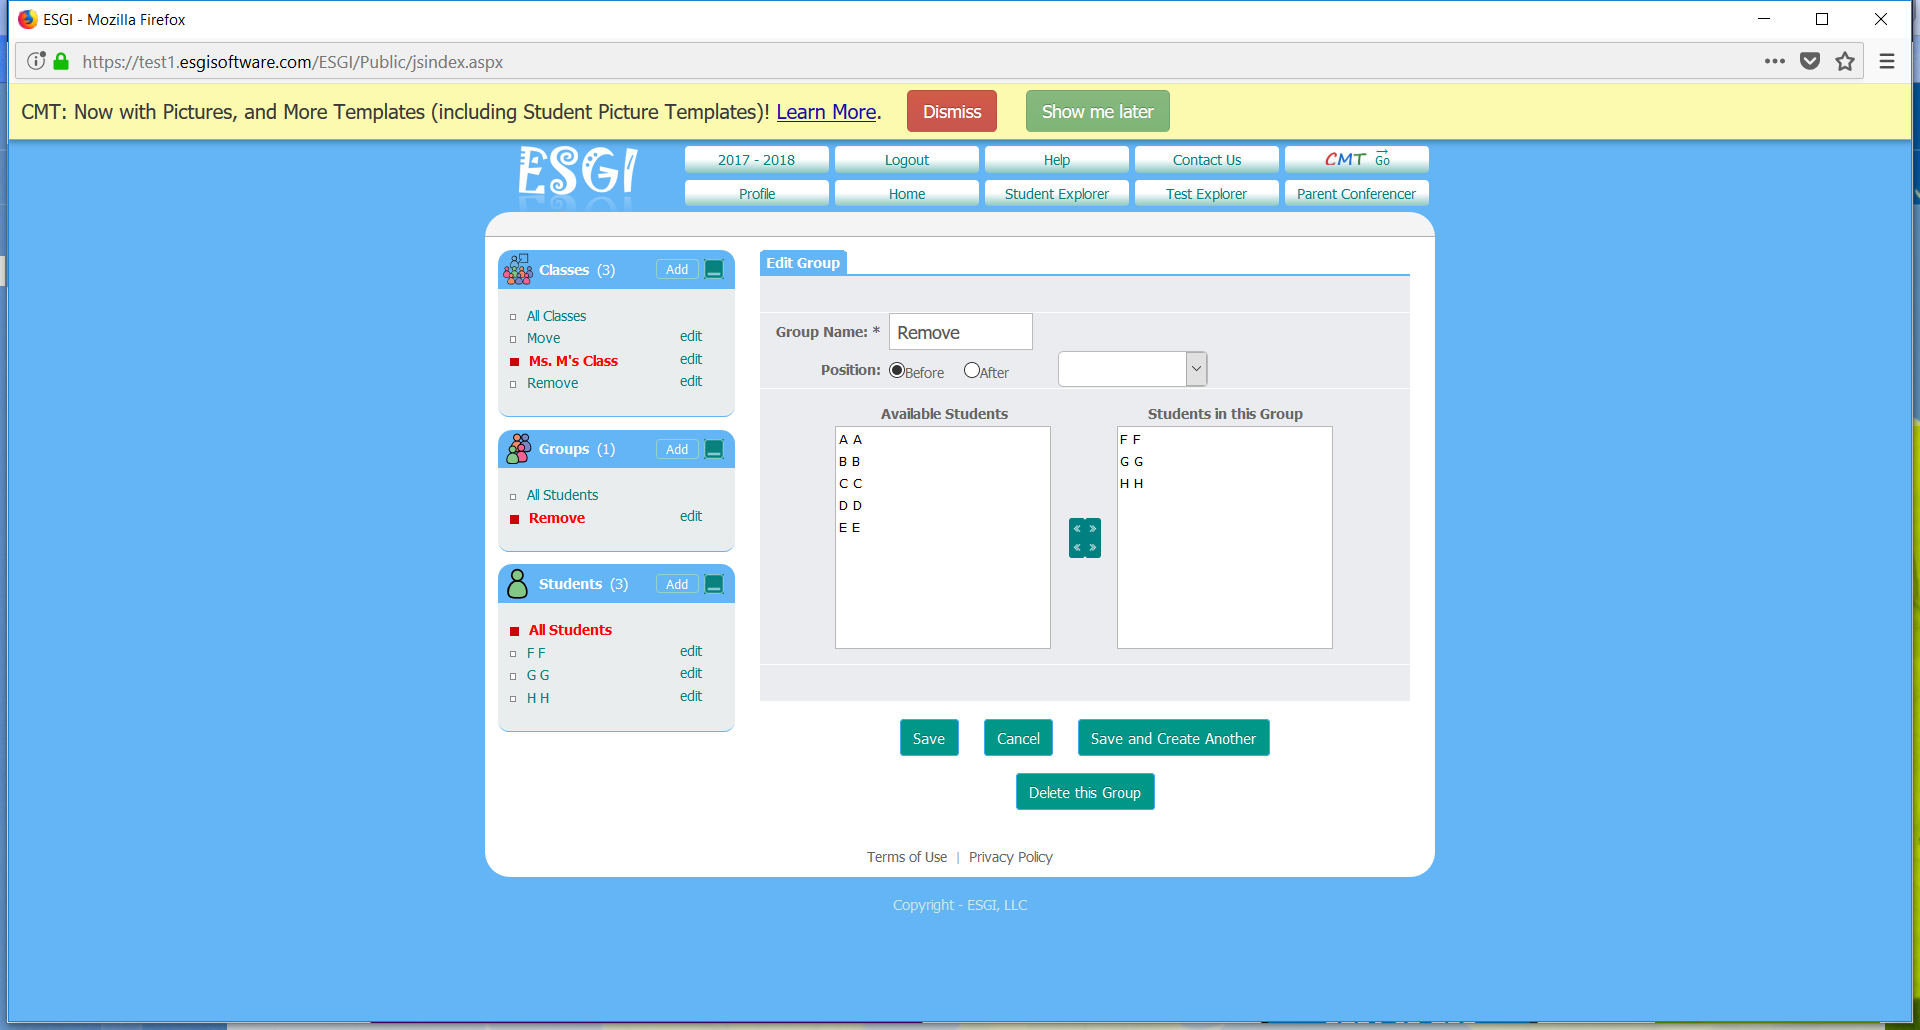 ESGI - Mozilla Firefox
https://test1.esgisoftware.com/ESGI/Public/jsindex.aspx
CMT: Now with Pictures, and More Templates (including Student Picture Templates)! Learn More. Dismiss Show me later
ESGI
2017 - 2018 Logout Help Contact Us CMT Go
Profile Home Student Explorer Test Explorer Parent Conferencer
Classes (3) Add
All Classes
Move edit
Ms. M's Class edit
Remove edit
Groups (1) Add
All Students
Remove edit
Students (3) Add
All Students
F F edit
G G edit
H H edit
Edit Group
Group Name: * Remove
Position: Before After
Available Students
A A
B B
C C
D D
E E
Students in this Group
F F
G G
H H
Save Cancel Save and Create Another
Delete this Group
Terms of Use | Privacy Policy
Copyright - ESGI, LLC